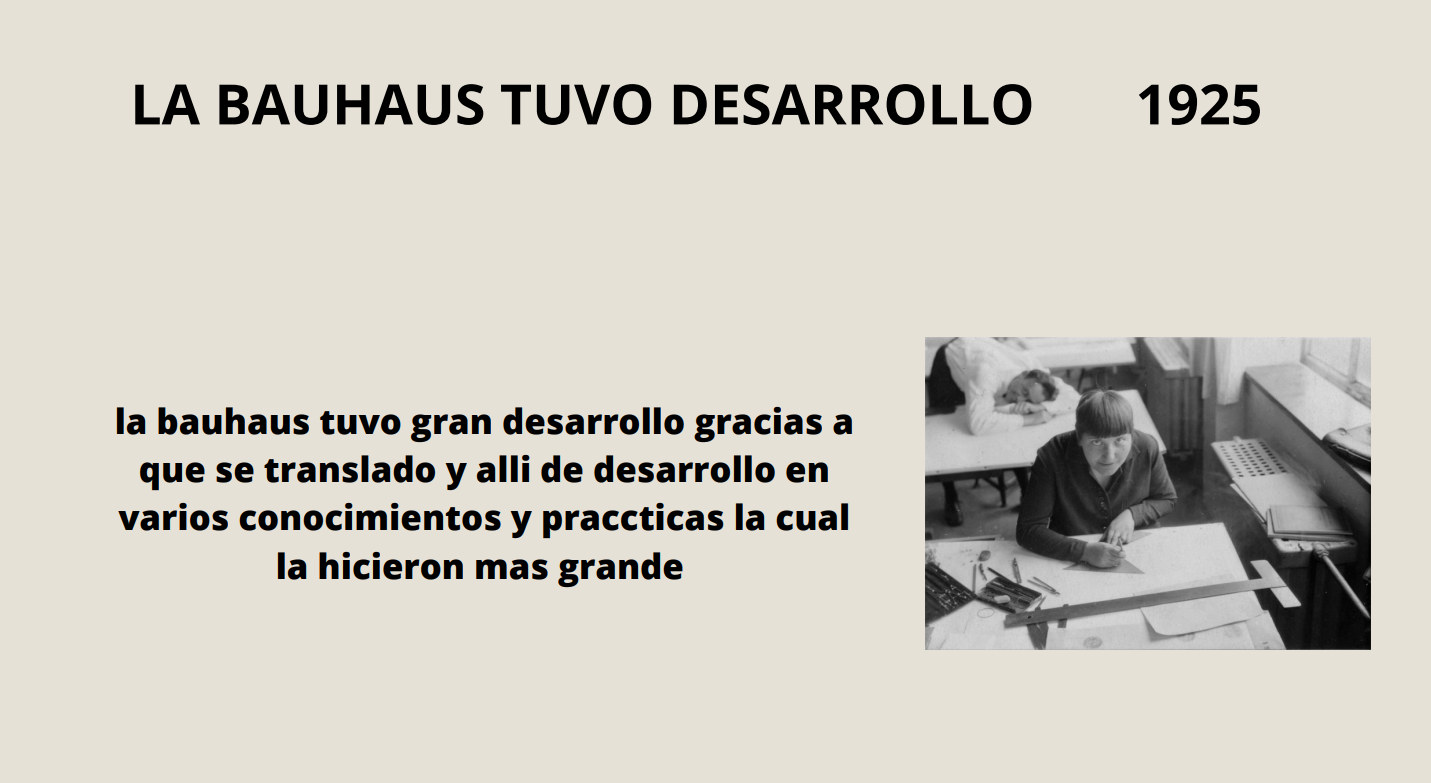 LA BAUHAUS TUVO DESARROLLO 1925
la bauhaus tuvo gran desarrollo gracias a
que se translado y alli de desarrollo en
varios conocimientos y praccticas la cual
la hicieron mas grande